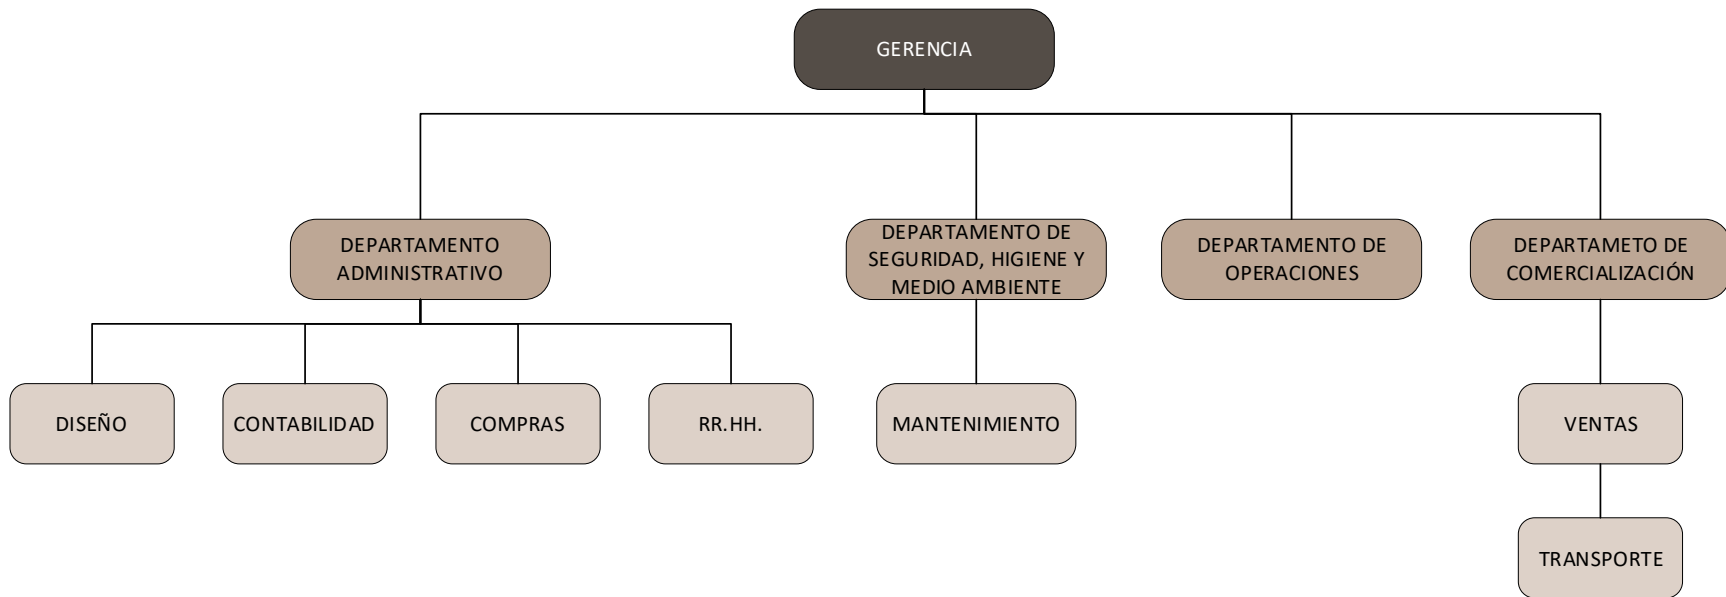 GERENCIA
DEPARTAMENTO
ADMINISTRATIVO
DEPARTAMENTO DE
SEGURIDAD, HIGIENE Y
MEDIO AMBIENTE
DEPARTAMENTO DE
OPERACIONES
DEPARTAMETO DE
COMERCIALIZACIÓN
DISEÑO
CONTABILIDAD
COMPRAS
RR.HH.
MANTENIMIENTO
VENTAS
TRANSPORTE